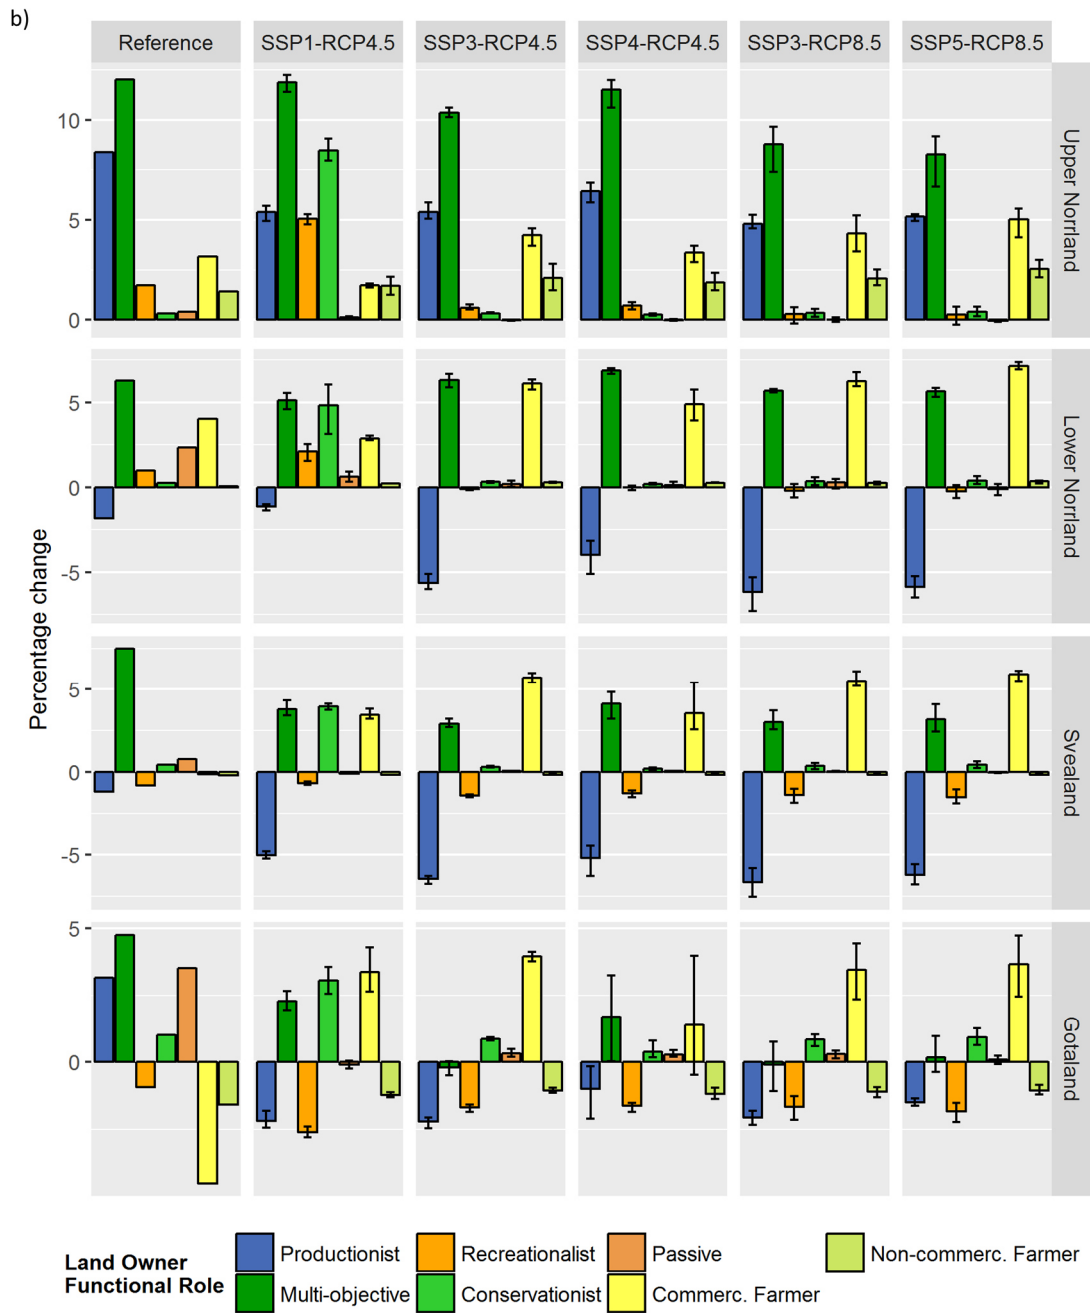 b)
Reference SSP1-RCP4.5 SSP3-RCP4.5 SSP4-RCP4.5 SSP3-RCP8.5 SSP5-RCP8.5
10
5
0
Upper Norrland
5
0
-5
Lower Norrland
Percentage change
5
0
-5
Svealand
5
0
Gotaland
Land Owner
Functional Role
Productionist Recreationalist Passive Non-commerc. Farmer
Multi-objective Conservationist Commerc. Farmer